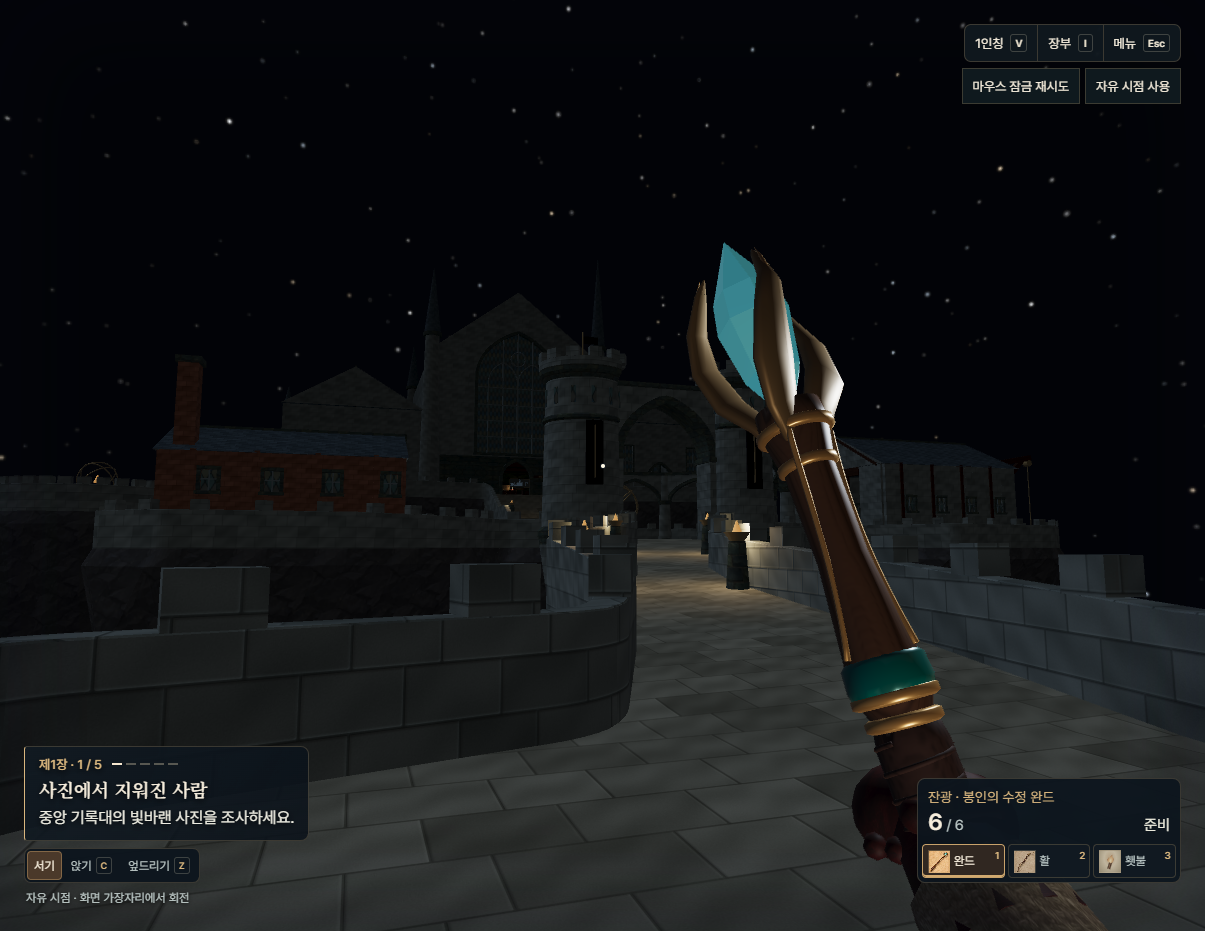 1인칭 V 장부 I 메뉴 Esc
마우스 잠금 재시도 자유 시점 사용
제1장 · 1 / 5
사진에서 지워진 사람
중앙 기록대의 빛바랜 사진을 조사하세요.
서기 앉기 C 엎드리기 Z
자유 시점 · 화면 가장자리에서 회전
잔광 · 봉인의 수정 완드
6 / 6 준비
완드 1 활 2 횃불 3